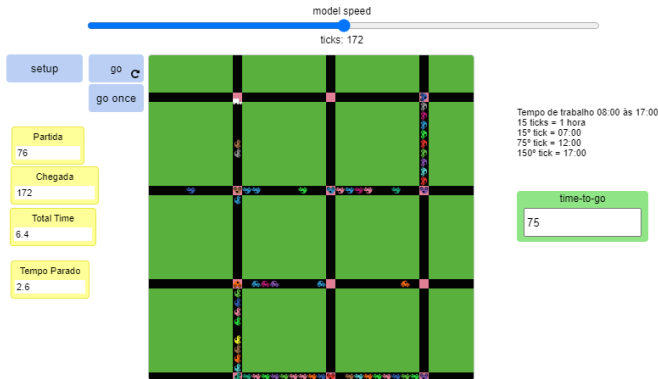 model speed
ticks: 172
setup
go
go once
Partida
76
Chegada
172
Total Time
6.4
Tempo Parado
2.6
Tempo de trabalho 08:00 às 17:00
15 ticks = 1 hora
15º tick = 07:00
75º tick = 12:00
150º tick = 17:00
time-to-go
75